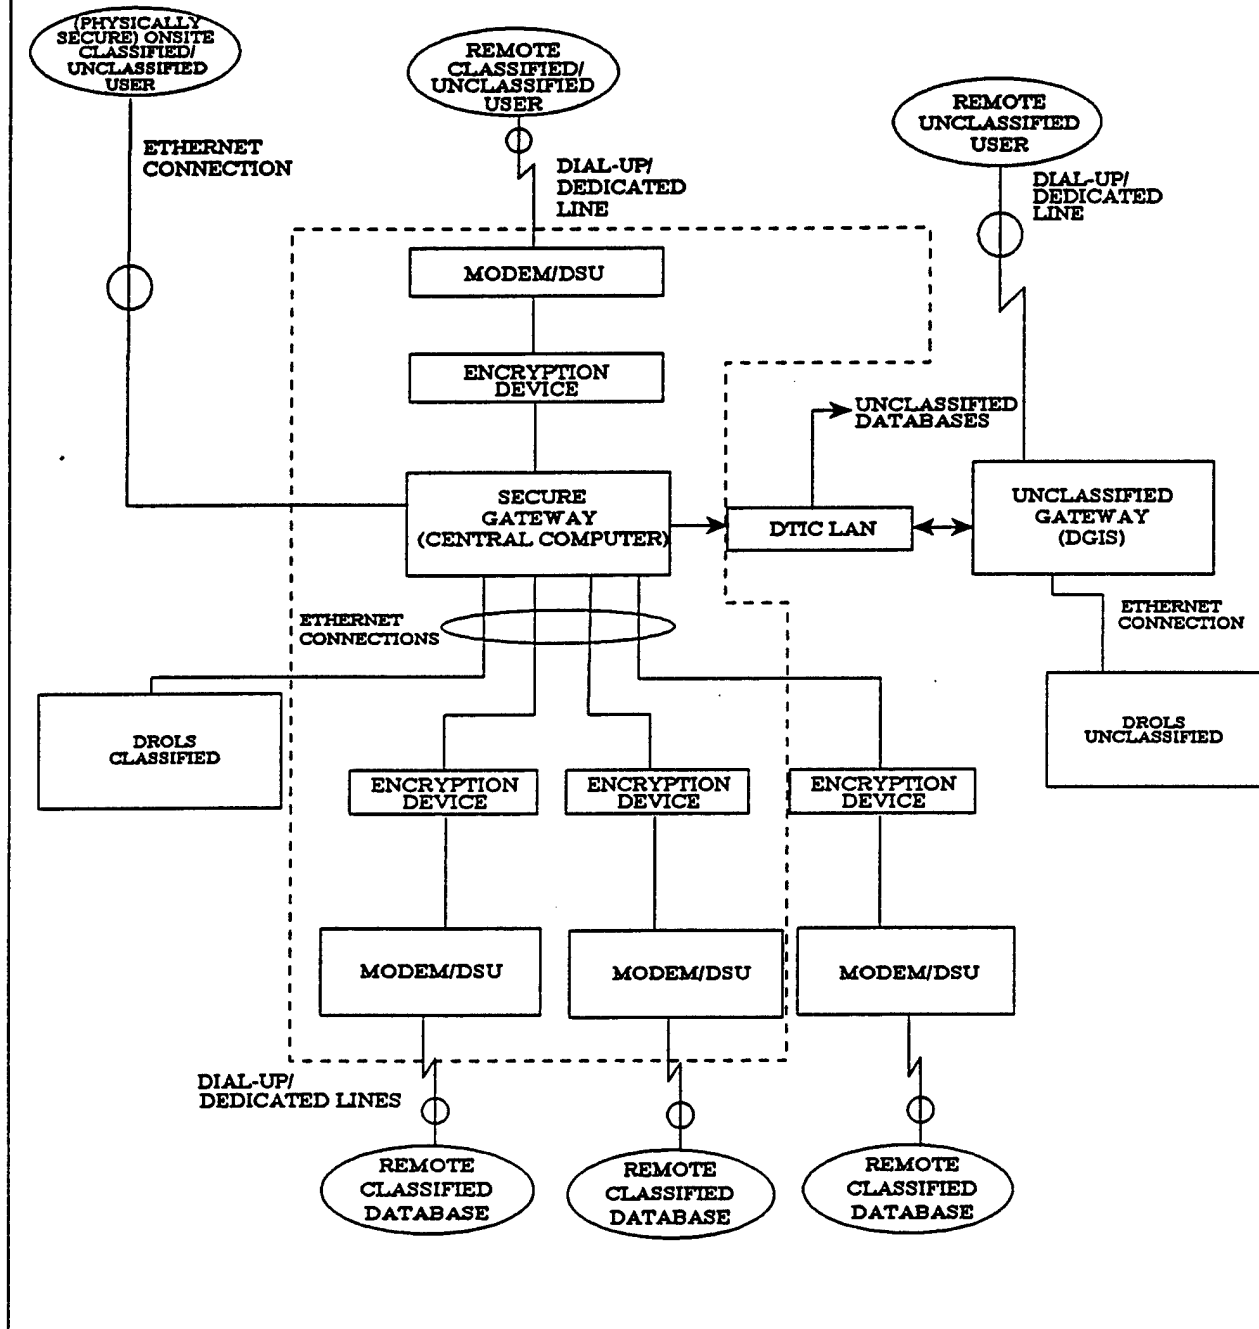 (PHYSICALLY
SECURE) ONSITE
CLASSIFIED/
UNCLASSIFIED
USER
REMOTE
CLASSIFIED/
UNCLASSIFIED
USER
REMOTE
UNCLASSIFIED
USER
ETHERNET
CONNECTION
DIAL-UP/
DEDICATED
LINE
DIAL-UP/
DEDICATED
LINE
MODEM/DSU
ENCRYPTION
DEVICE
UNCLASSIFIED
DATABASES
SECURE
GATEWAY
(CENTRAL COMPUTER)
DTIC LAN
UNCLASSIFIED
GATEWAY
(DGIS)
ETHERNET
CONNECTIONS
ETHERNET
CONNECTION
DROLS
CLASSIFIED
DROLS
UNCLASSIFIED
ENCRYPTION
DEVICE
ENCRYPTION
DEVICE
ENCRYPTION
DEVICE
MODEM/DSU
MODEM/DSU
MODEM/DSU
DIAL-UP/
DEDICATED LINES
REMOTE
CLASSIFIED
DATABASE
REMOTE
CLASSIFIED
DATABASE
REMOTE
CLASSIFIED
DATABASE